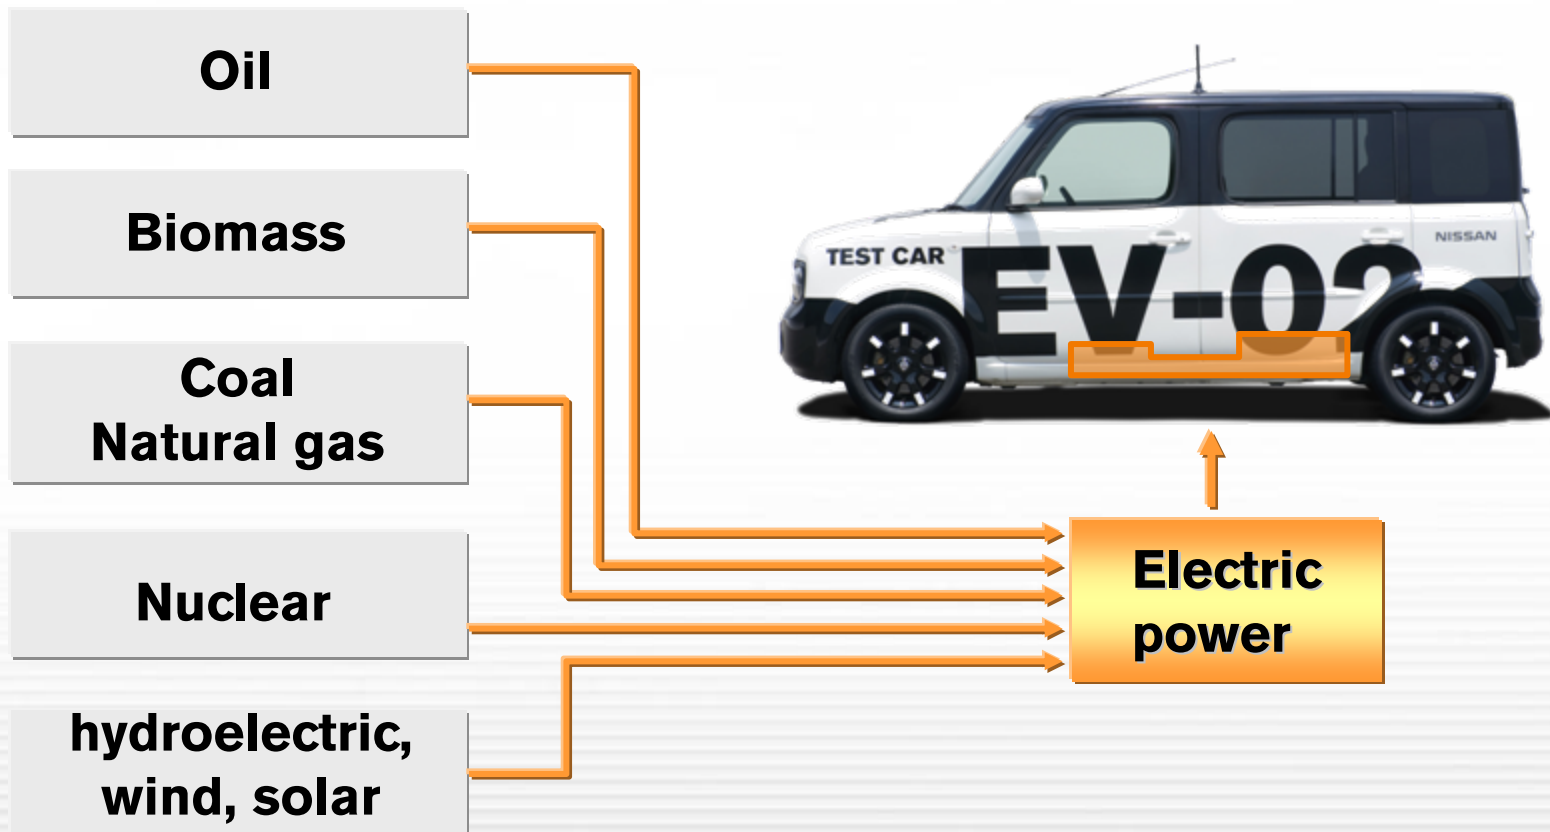 Oil
Biomass
Coal
Natural gas
Nuclear
hydroelectric,
wind, solar
TEST CAR
EV-02
NISSAN
Electric
power